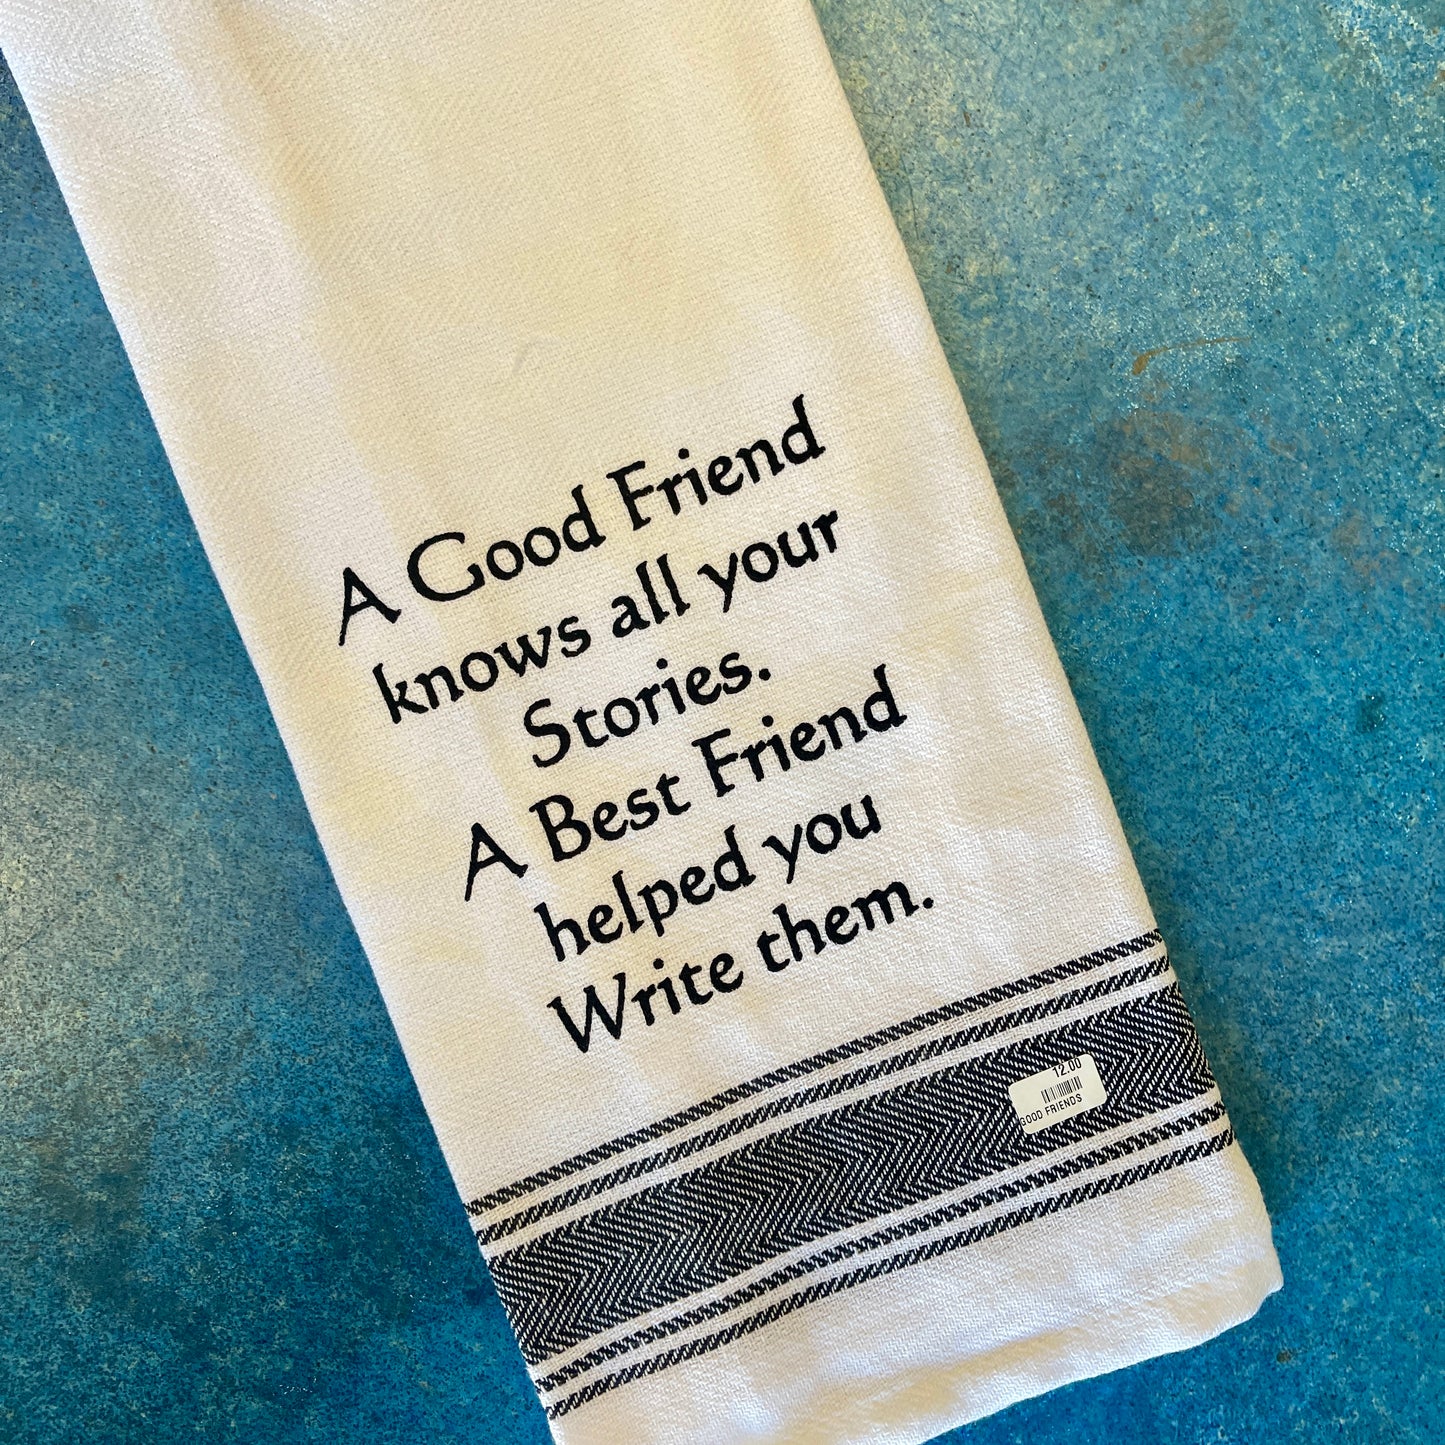 A Good Friend
knows all your
Stories.
A Best Friend
helped you
Write them.
12.00
GOOD FRIENDS